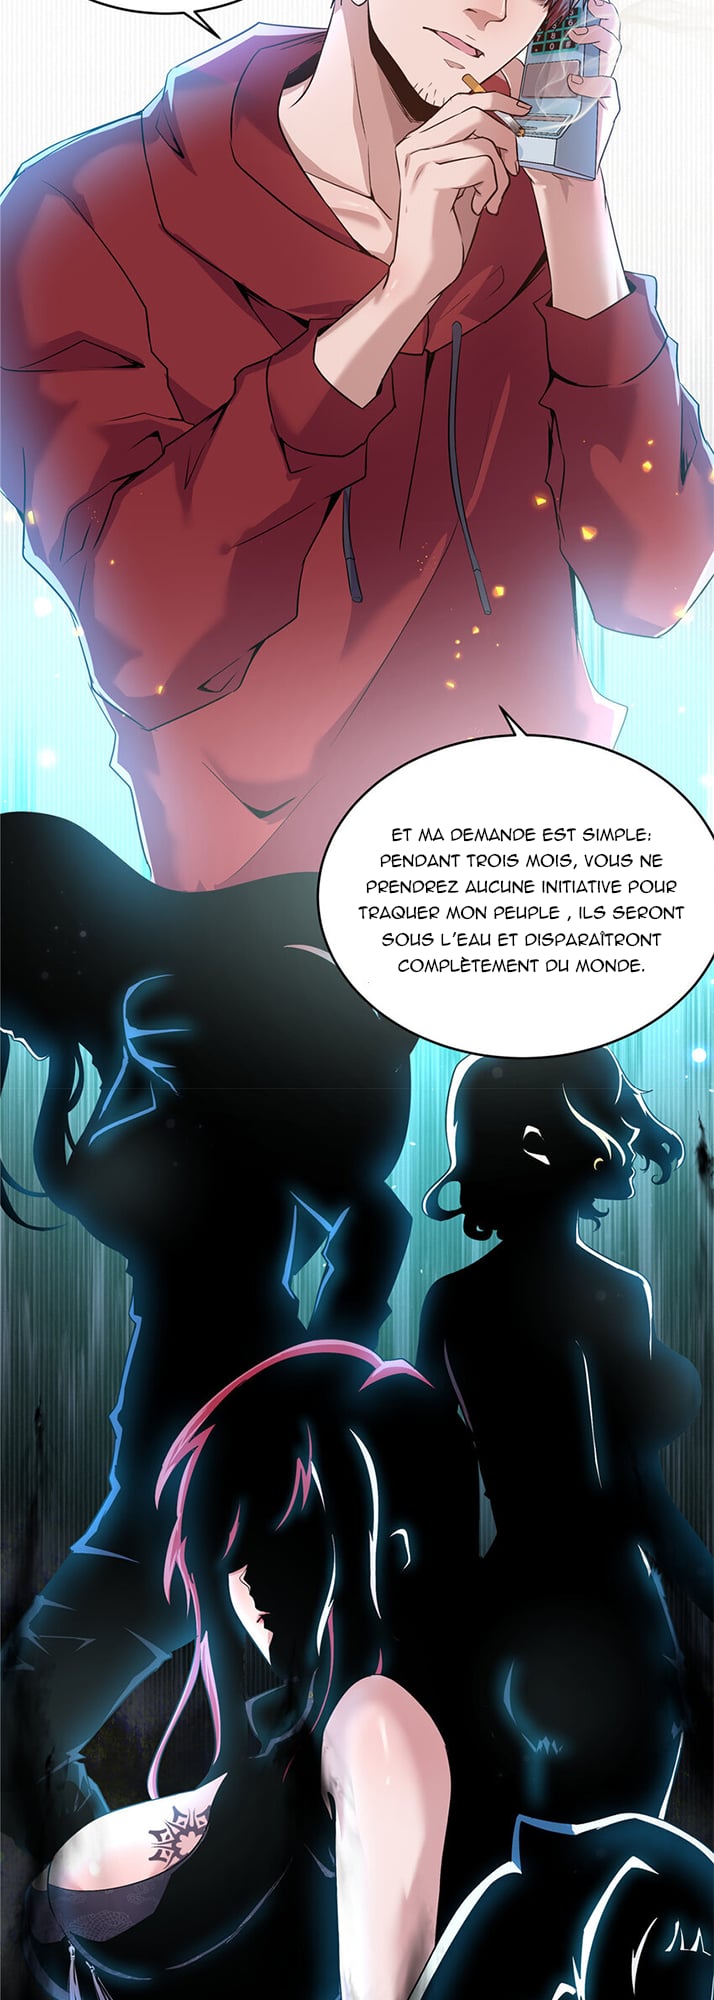 ET MA DEMANDE EST SIMPLE:
PENDANT TROIS MOIS, VOUS NE
PRENDREZ AUCUNE INITIATIVE POUR
TRAQUER MON PEUPLE , ILS SERONT
SOUS L'EAU ET DISPARAÎTRONT
COMPLÈTEMENT DU MONDE.